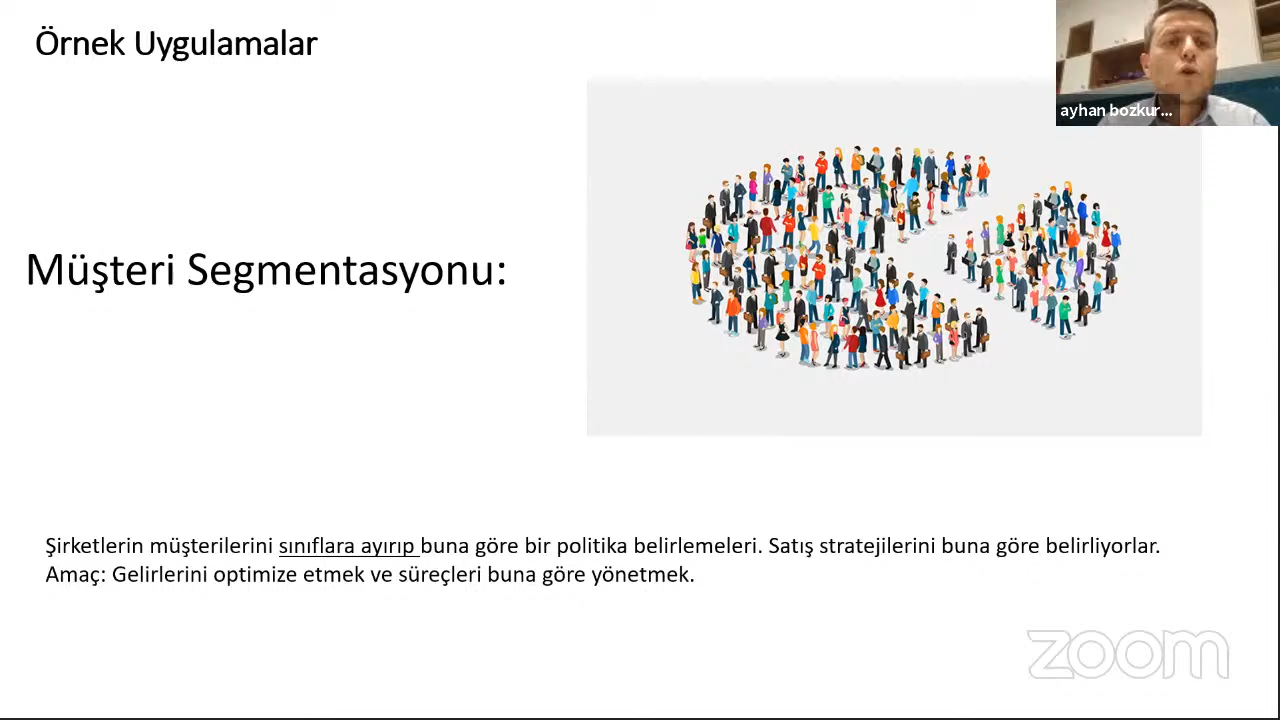 Örnek Uygulamalar
ayhan bozkur...
Müşteri Segmentasyonu:
Şirketlerin müşterilerini sınıflara ayırıp buna göre bir politika belirlemeleri. Satış stratejilerini buna göre belirliyorlar.
Amaç: Gelirlerini optimize etmek ve süreçleri buna göre yönetmek.
zoom